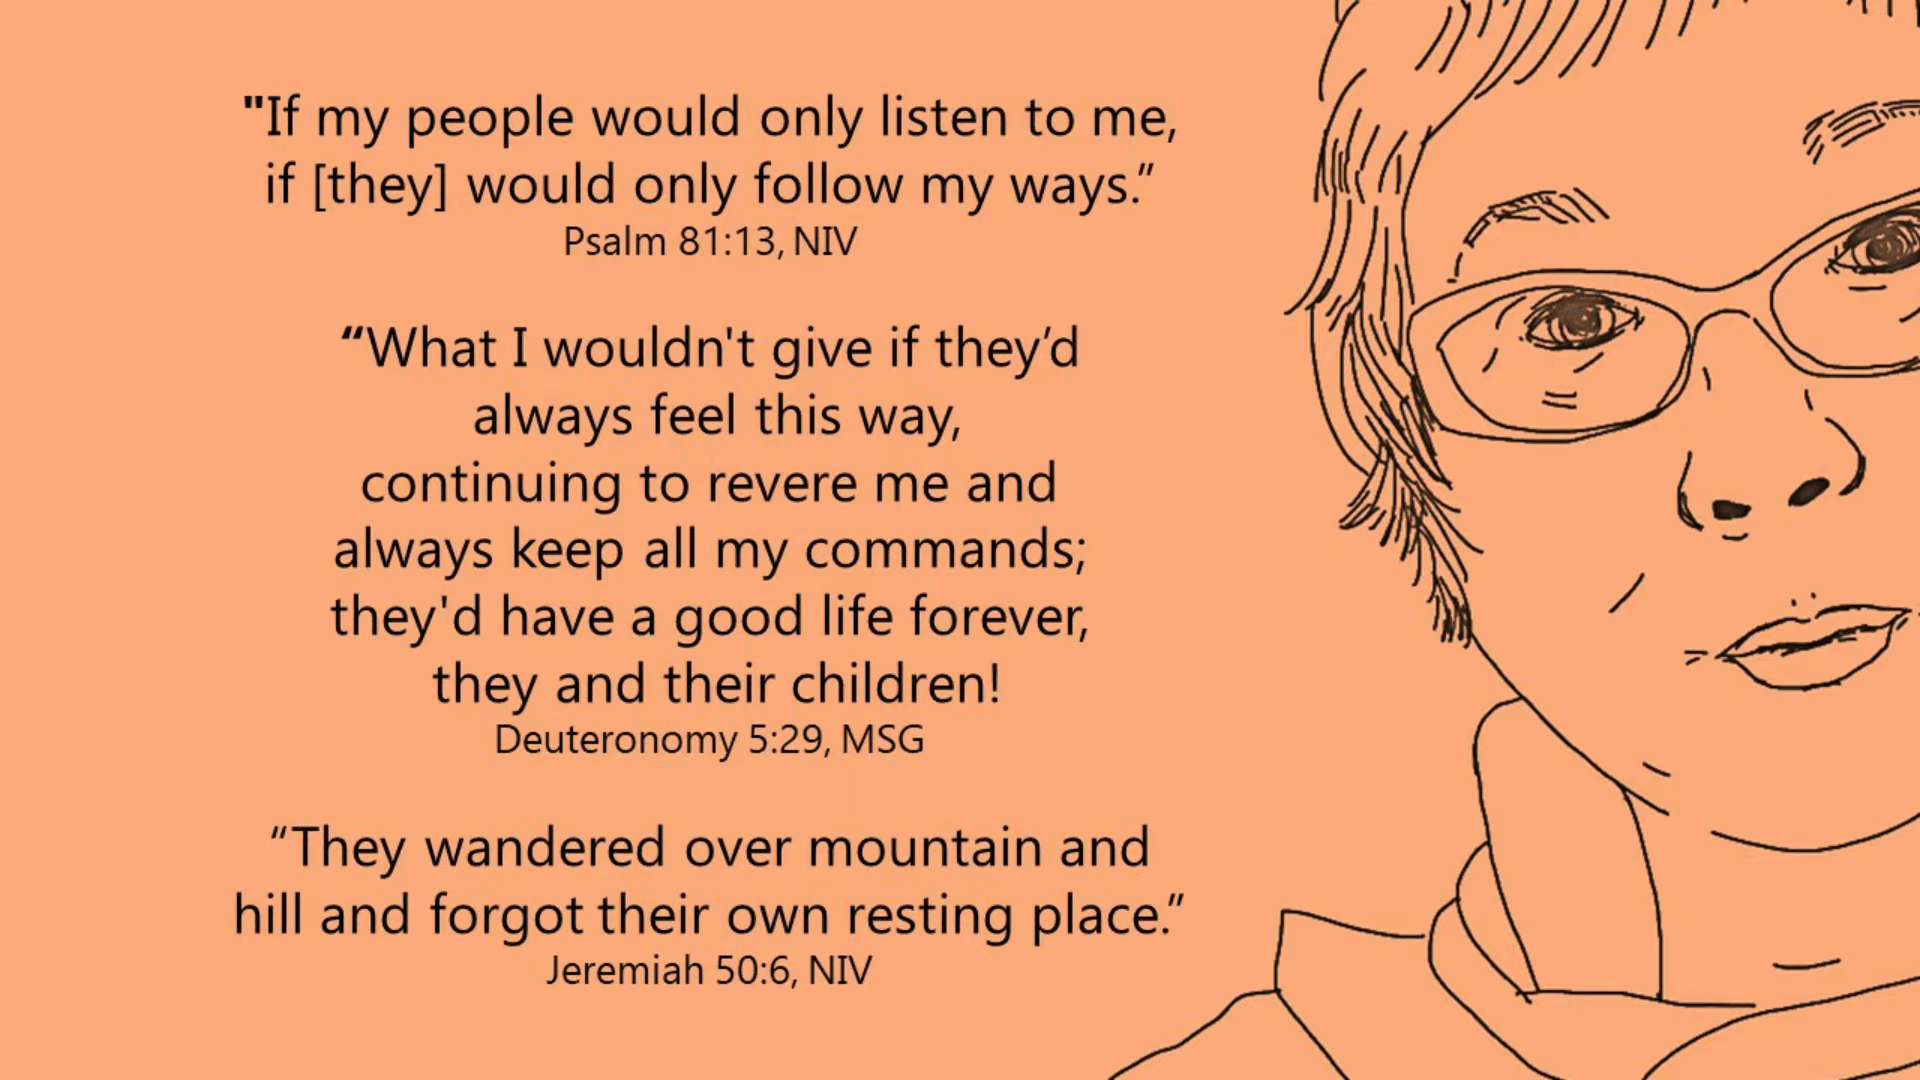 "If my people would only listen to me,
if [they] would only follow my ways.”
Psalm 81:13, NIV
“What I wouldn't give if they’d
always feel this way,
continuing to revere me and
always keep all my commands;
they'd have a good life forever,
they and their children!
Deuteronomy 5:29, MSG
“They wandered over mountain and
hill and forgot their own resting place.”
Jeremiah 50:6, NIV